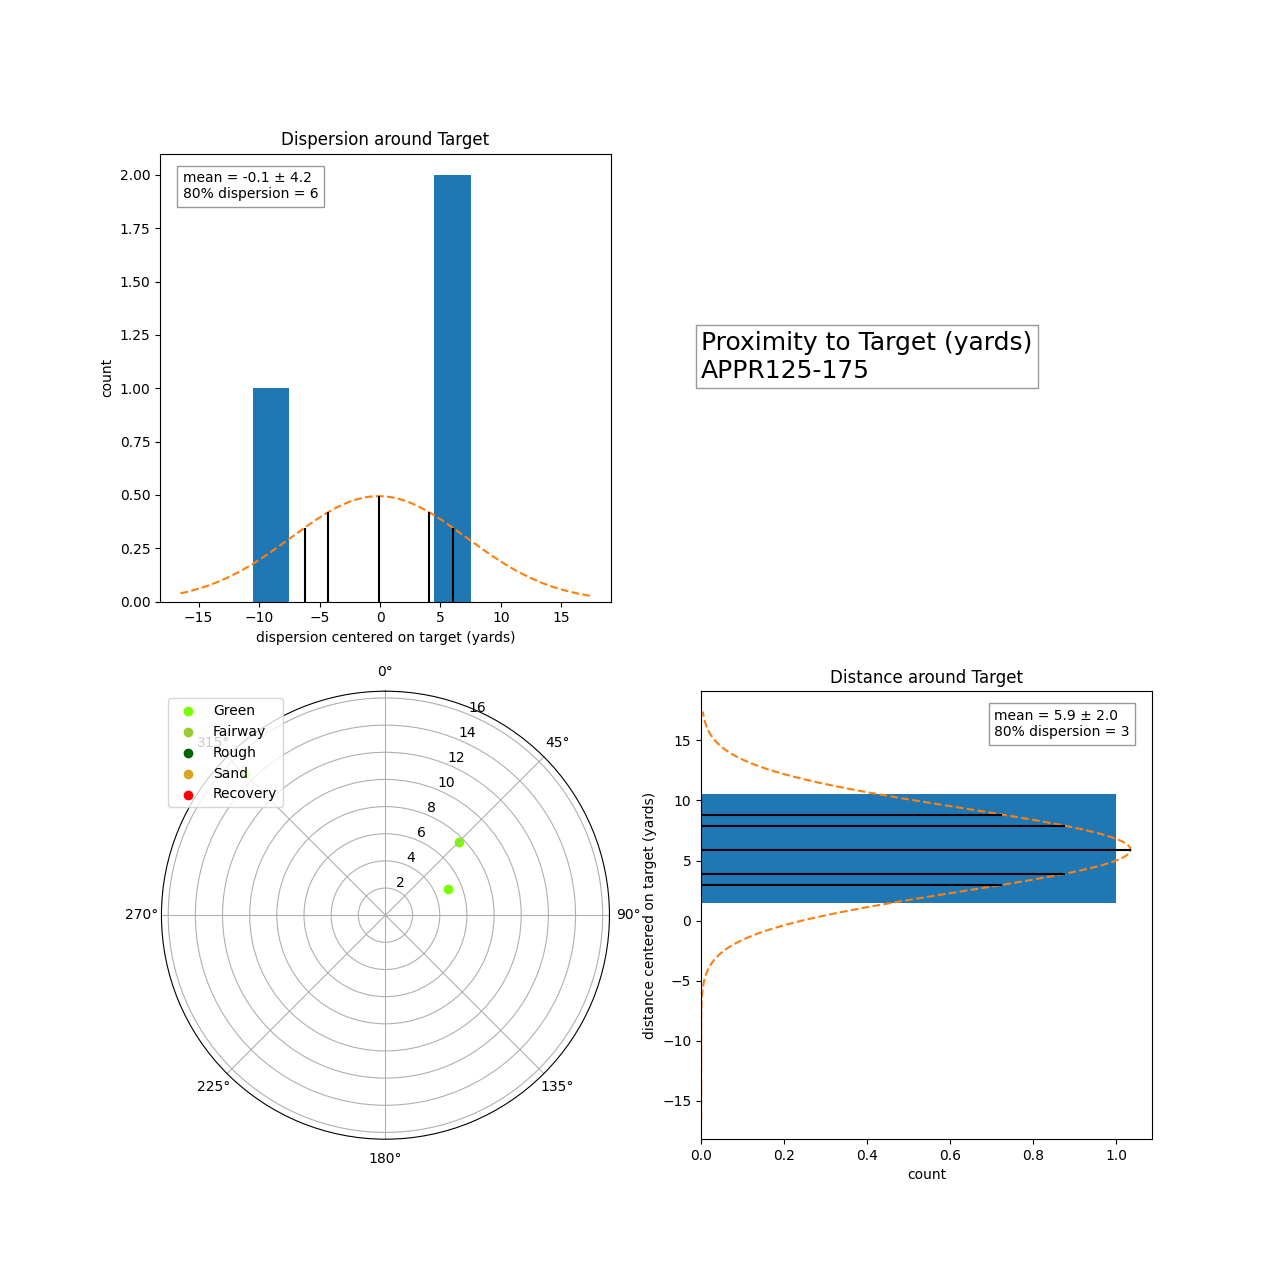 Dispersion around Target
mean = -0.1 ± 4.2
80% dispersion = 6
2.00
1.75
1.50
1.25
1.00
0.75
0.50
0.25
0.00
count
−15
−10
−5
0
5
10
15
dispersion centered on target (yards)
Proximity to Target (yards)
APPR125-175
0°
45°
90°
135°
180°
225°
270°
315°
2
4
6
8
10
12
14
16
Green
Fairway
Rough
Sand
Recovery
Distance around Target
mean = 5.9 ± 2.0
80% dispersion = 3
15
10
5
0
−5
−10
−15
distance centered on target (yards)
0.0
0.2
0.4
0.6
0.8
1.0
count